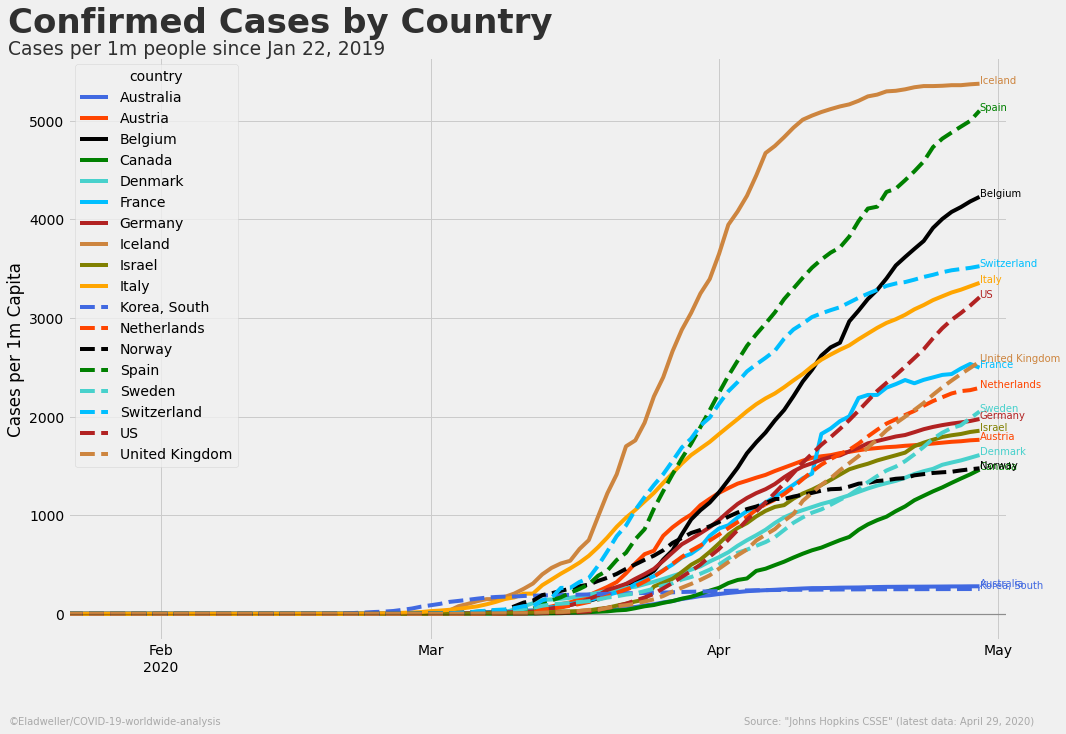 Confirmed Cases by Country
Cases per 1m people since Jan 22, 2019
country
Australia
Austria
Belgium
Canada
Denmark
France
Germany
Iceland
Israel
Italy
Korea, South
Netherlands
Norway
Spain
Sweden
Switzerland
US
United Kingdom
Cases per 1m Capita
5000
4000
3000
2000
1000
0
Iceland
Spain
Belgium
Switzerland
Italy
US
United Kingdom
France
Netherlands
Sweden
Germany
Israel
Austria
Denmark
Norway
Canada
Australia
Korea, South
Feb
2020
Mar
Apr
May
©Eladweller/COVID-19-worldwide-analysis
Source: "Johns Hopkins CSSE" (latest data: April 29, 2020)